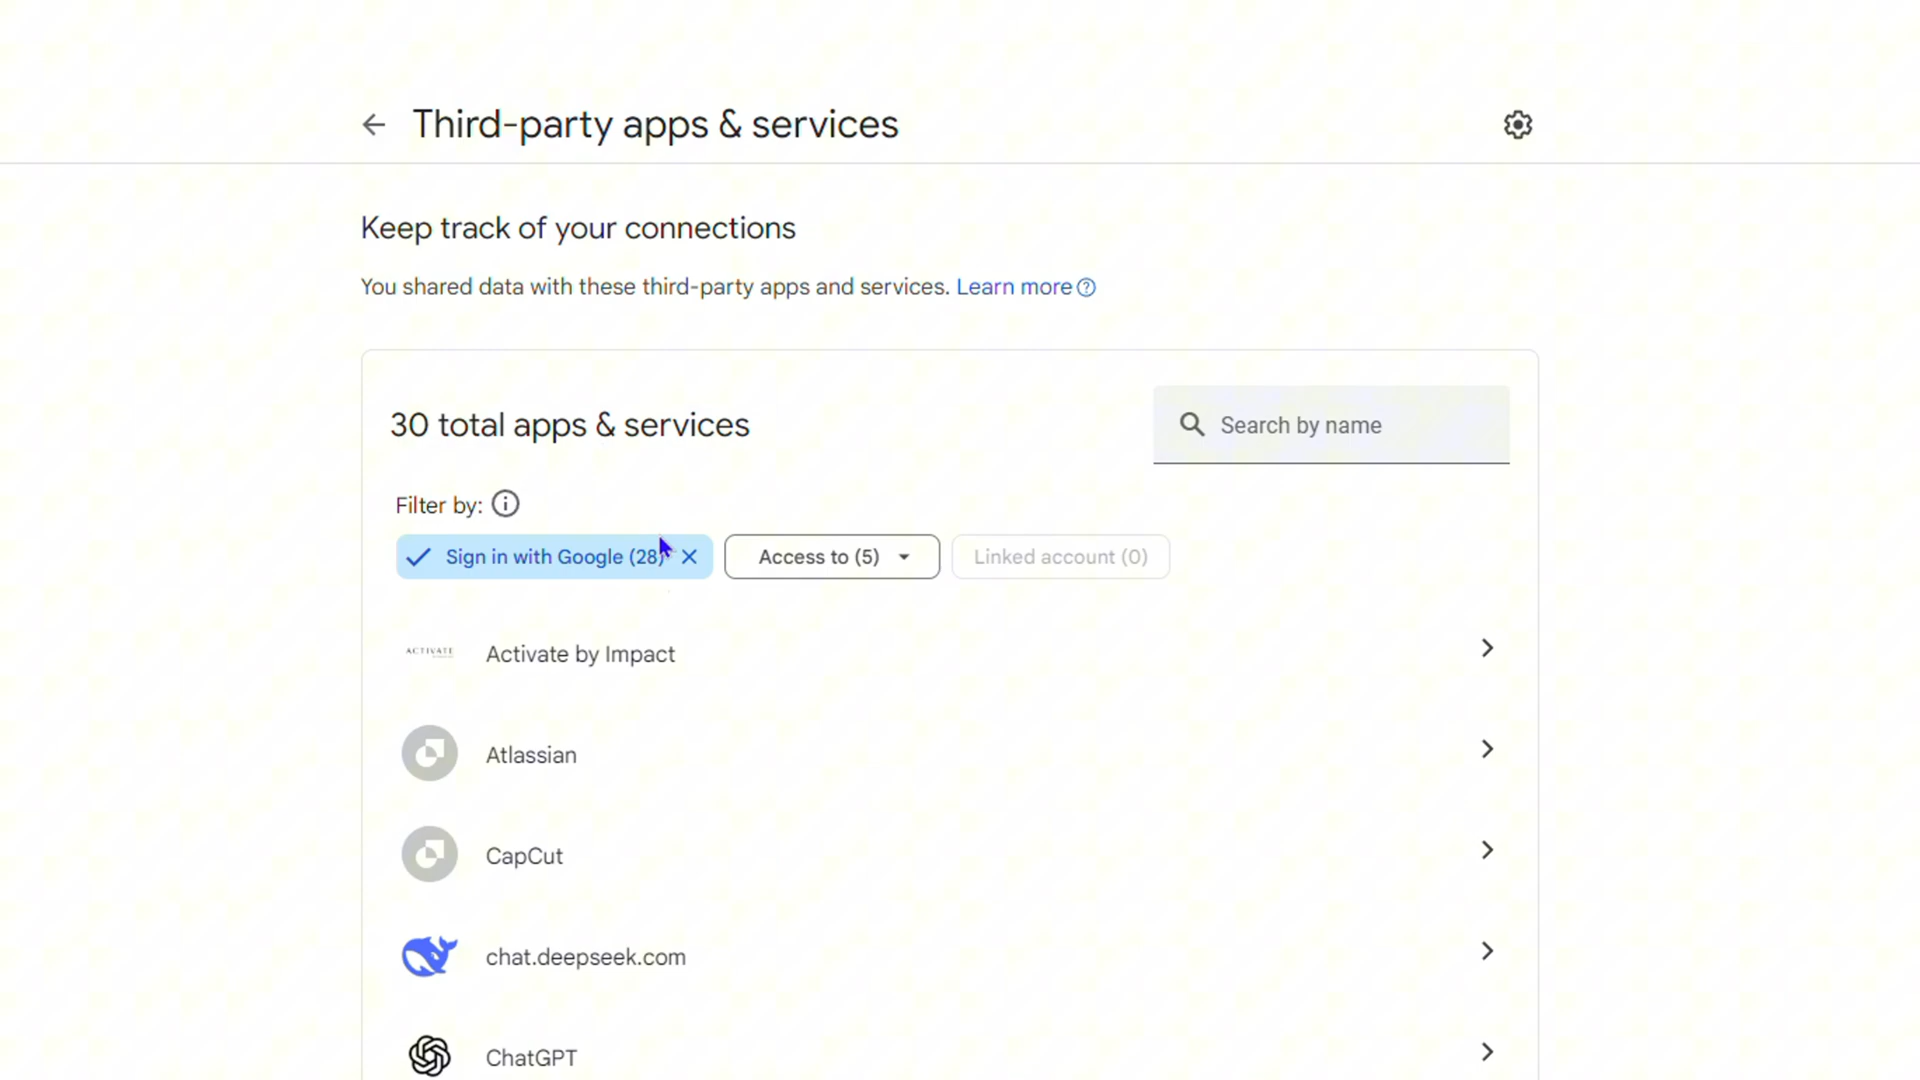 Third-party apps & services
Keep track of your connections
You shared data with these third-party apps and services. Learn more
30 total apps & services
Search by name
Filter by:
Sign in with Google (28)
Access to (5)
Linked account (0)
ACTIVATE
Activate by Impact
Atlassian
CapCut
chat.deepseek.com
ChatGPT